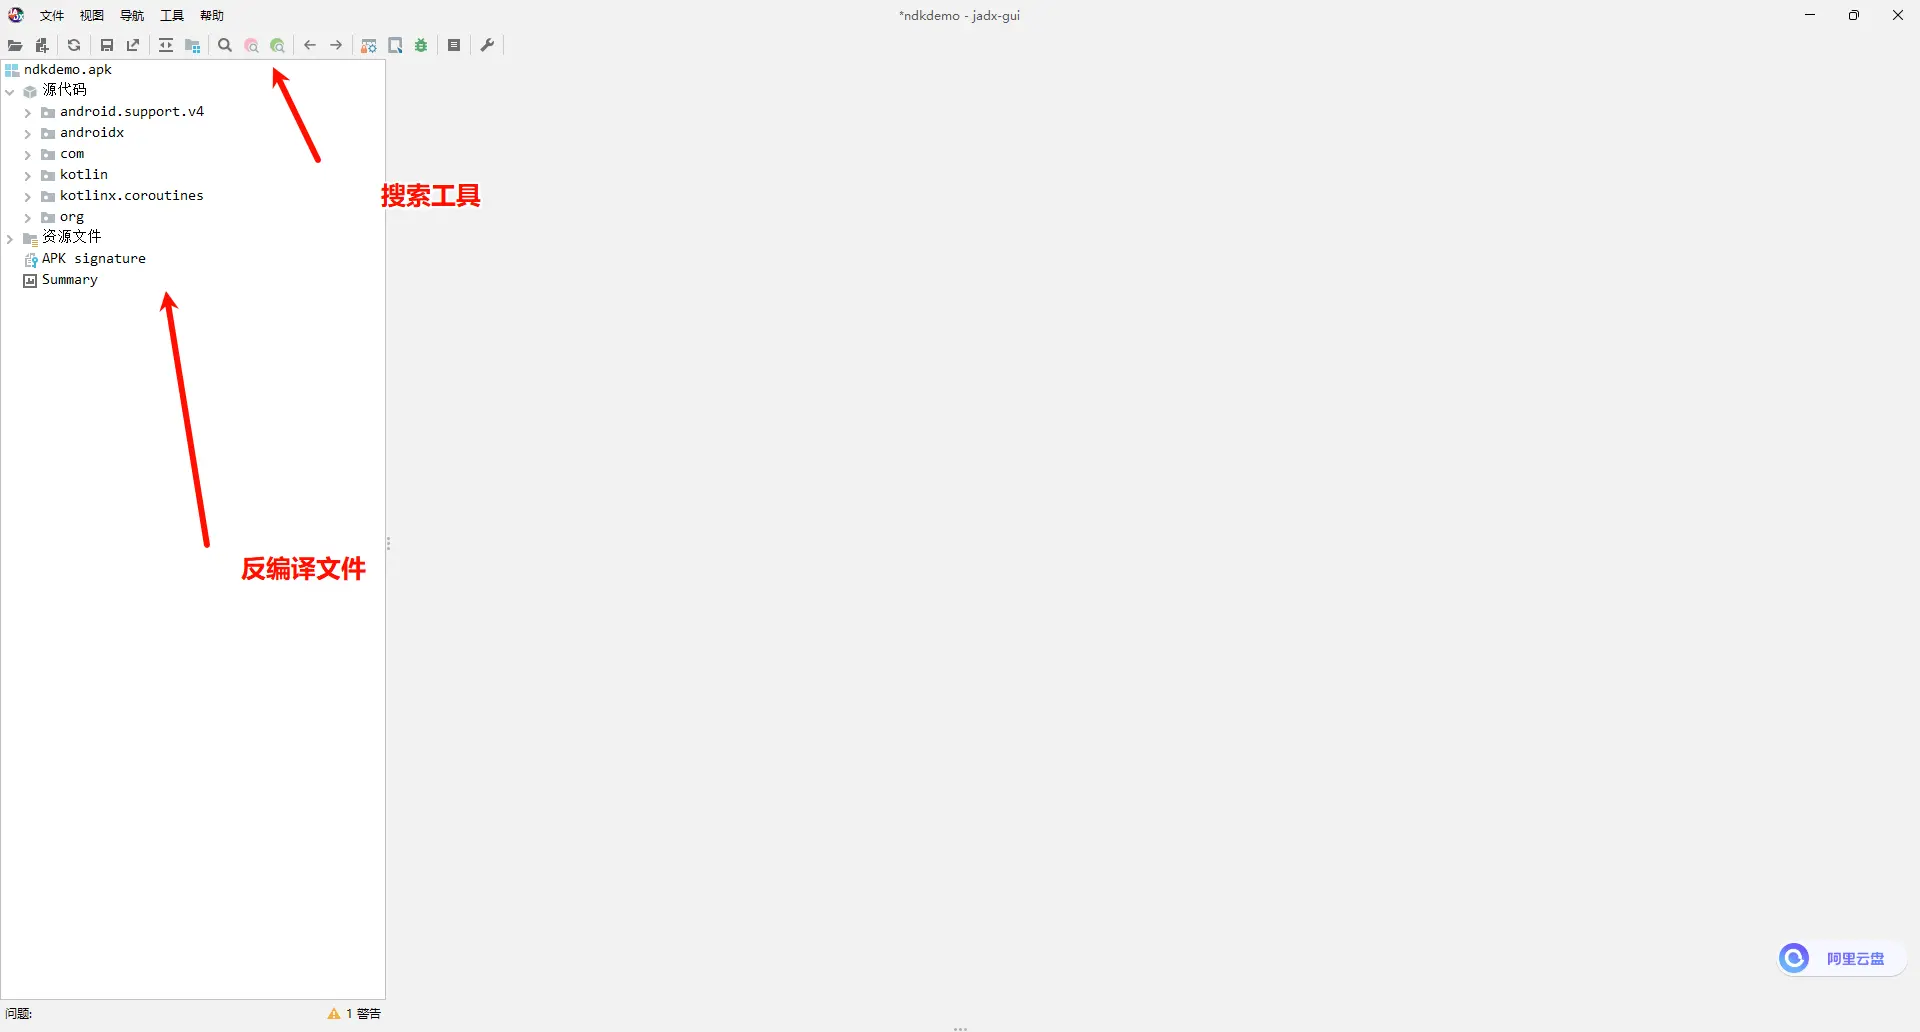 文件 视图 导航 工具 帮助
*ndkdemo - jadx-gui
ndkdemo.apk
源代码
android.support.v4
androidx
com
kotlin
kotlinx.coroutines
org
资源文件
APK signature
Summary
搜索工具
反编译文件
阿里云盘
问题:
1 警告